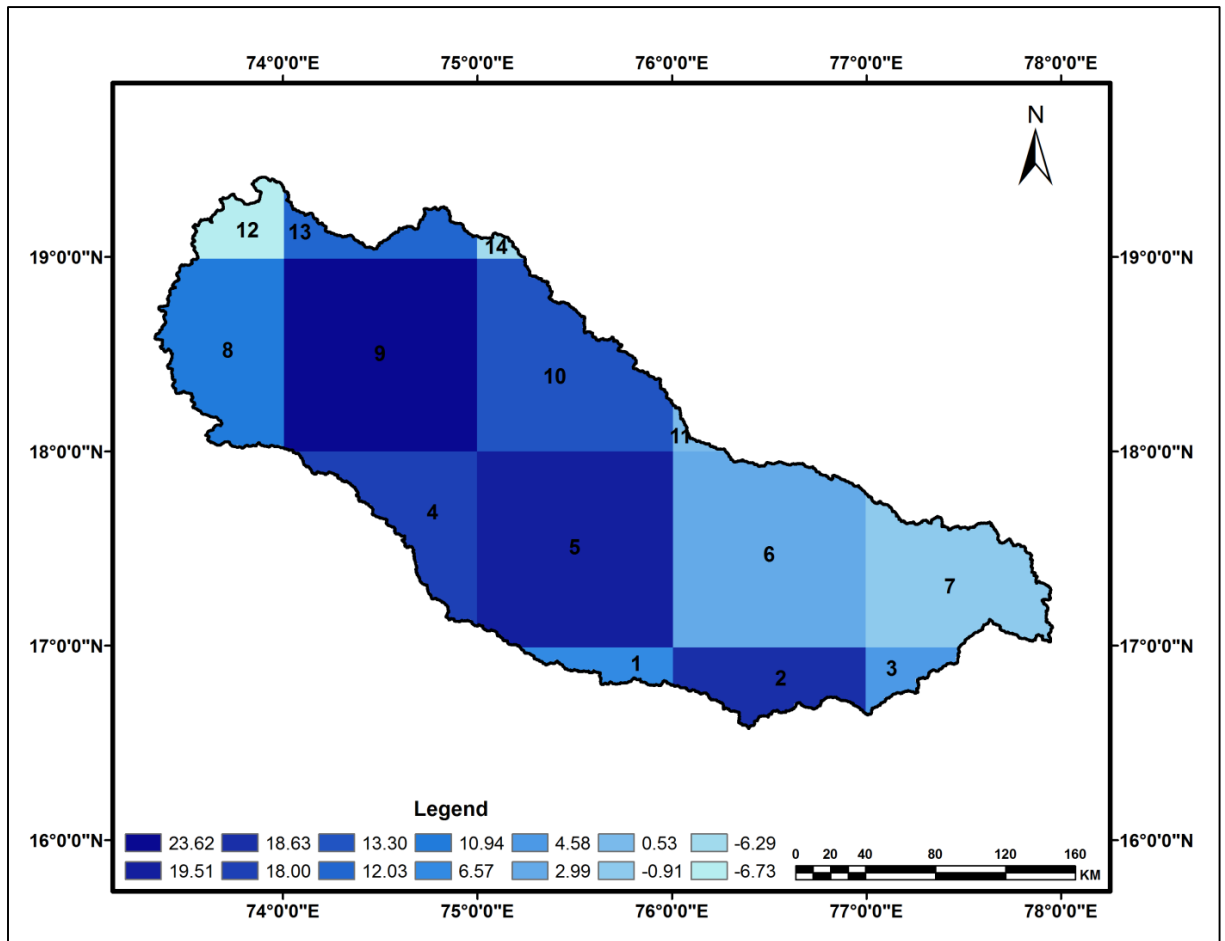 74°0'0"E 75°0'0"E 76°0'0"E 77°0'0"E 78°0'0"E
N
12 13 14
19°0'0"N 19°0'0"N
8 9 10
11
18°0'0"N 18°0'0"N
4 5 6 7
17°0'0"N 17°0'0"N
1 2 3
Legend
16°0'0"N 16°0'0"N
23.62 18.63 13.30 10.94 4.58 0.53 -6.29
19.51 18.00 12.03 6.57 2.99 -0.91 -6.73
0 20 40 80 120 160
KM
74°0'0"E 75°0'0"E 76°0'0"E 77°0'0"E 78°0'0"E